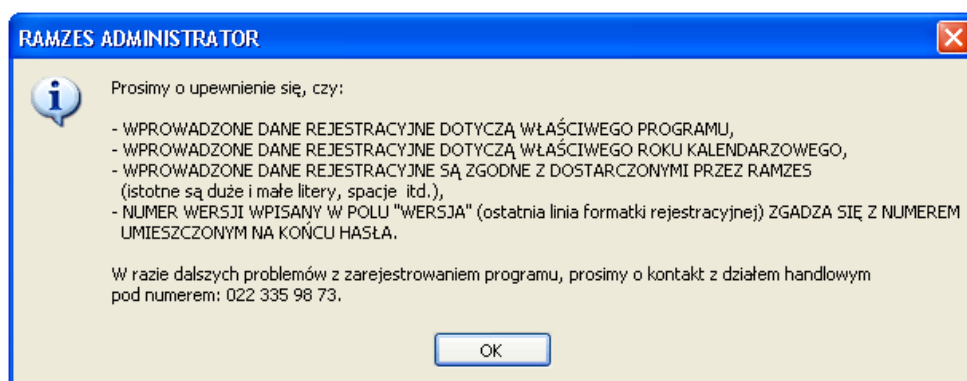 RAMZES ADMINISTRATOR
Prosimy o upewnienie się, czy:
- WPROWADZONE DANE REJESTRACYJNE DOTYCZĄ WŁAŚCIWEGO PROGRAMU,
- WPROWADZONE DANE REJESTRACYJNE DOTYCZĄ WŁAŚCIWEGO ROKU KALENDARZOWEGO,
- WPROWADZONE DANE REJESTRACYJNE SĄ ZGODNE Z DOSTARCZONYMI PRZEZ RAMZES
(istotne są duże i małe litery, spacje itd.),
- NUMER WERSJI WPISANY W POLU "WERSJA" (ostatnia linia formatki rejestracyjnej) ZGADZA SIĘ Z NUMEREM
UMIESZCZONYM NA KOŃCU HASŁA.
W razie dalszych problemów z zarejestrowaniem programu, prosimy o kontakt z działem handlowym
pod numerem: 022 335 98 73.
OK